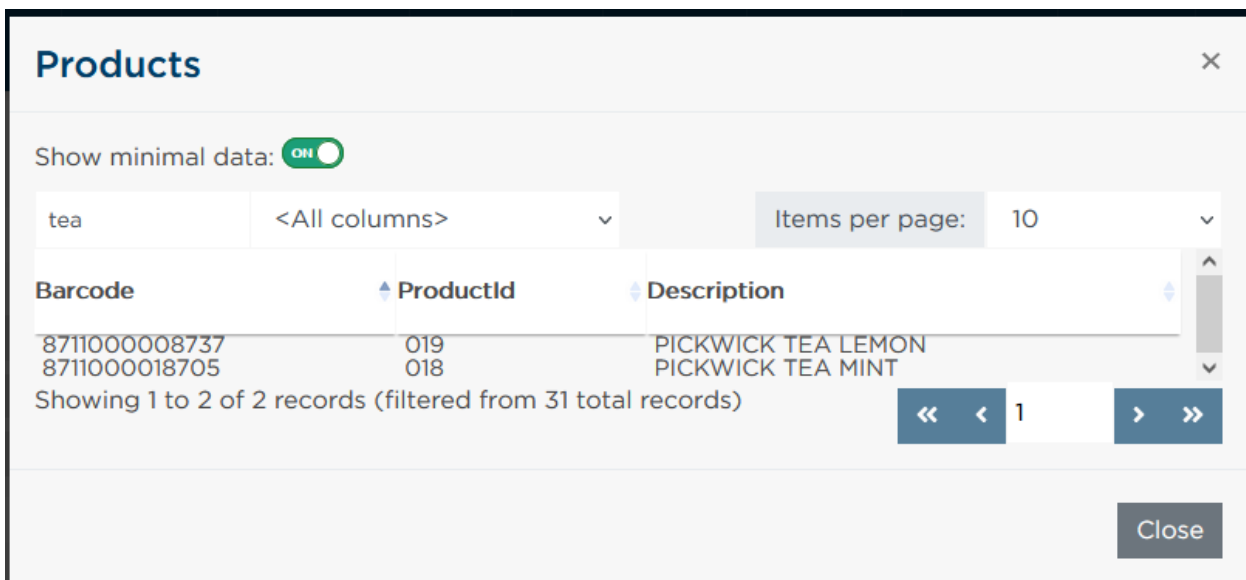 Products ×
Show minimal data: ON
tea <All columns> Items per page: 10
Barcode ProductId Description
8711000008737 019 PICKWICK TEA LEMON
8711000018705 018 PICKWICK TEA MINT
Showing 1 to 2 of 2 records (filtered from 31 total records) « ‹ 1 › »
Close